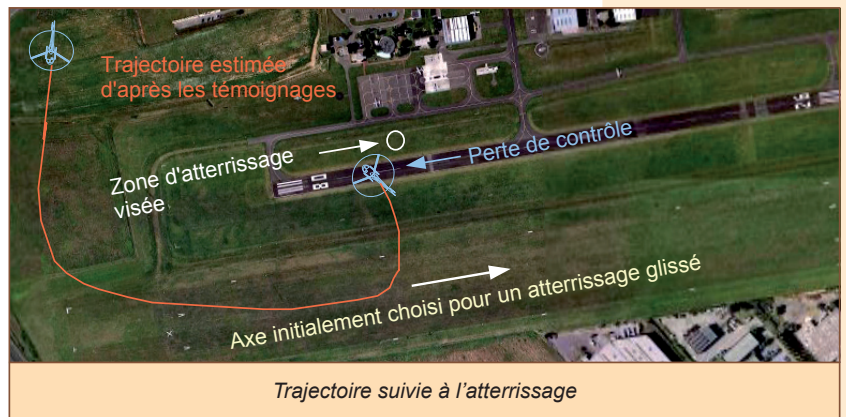 Trajectoire estimée
d'après les témoignages
Zone d'atterrissage
visée
Perte de contrôle
Axe initialement choisi pour un atterrissage glissé
Trajectoire suivie à l'atterrissage